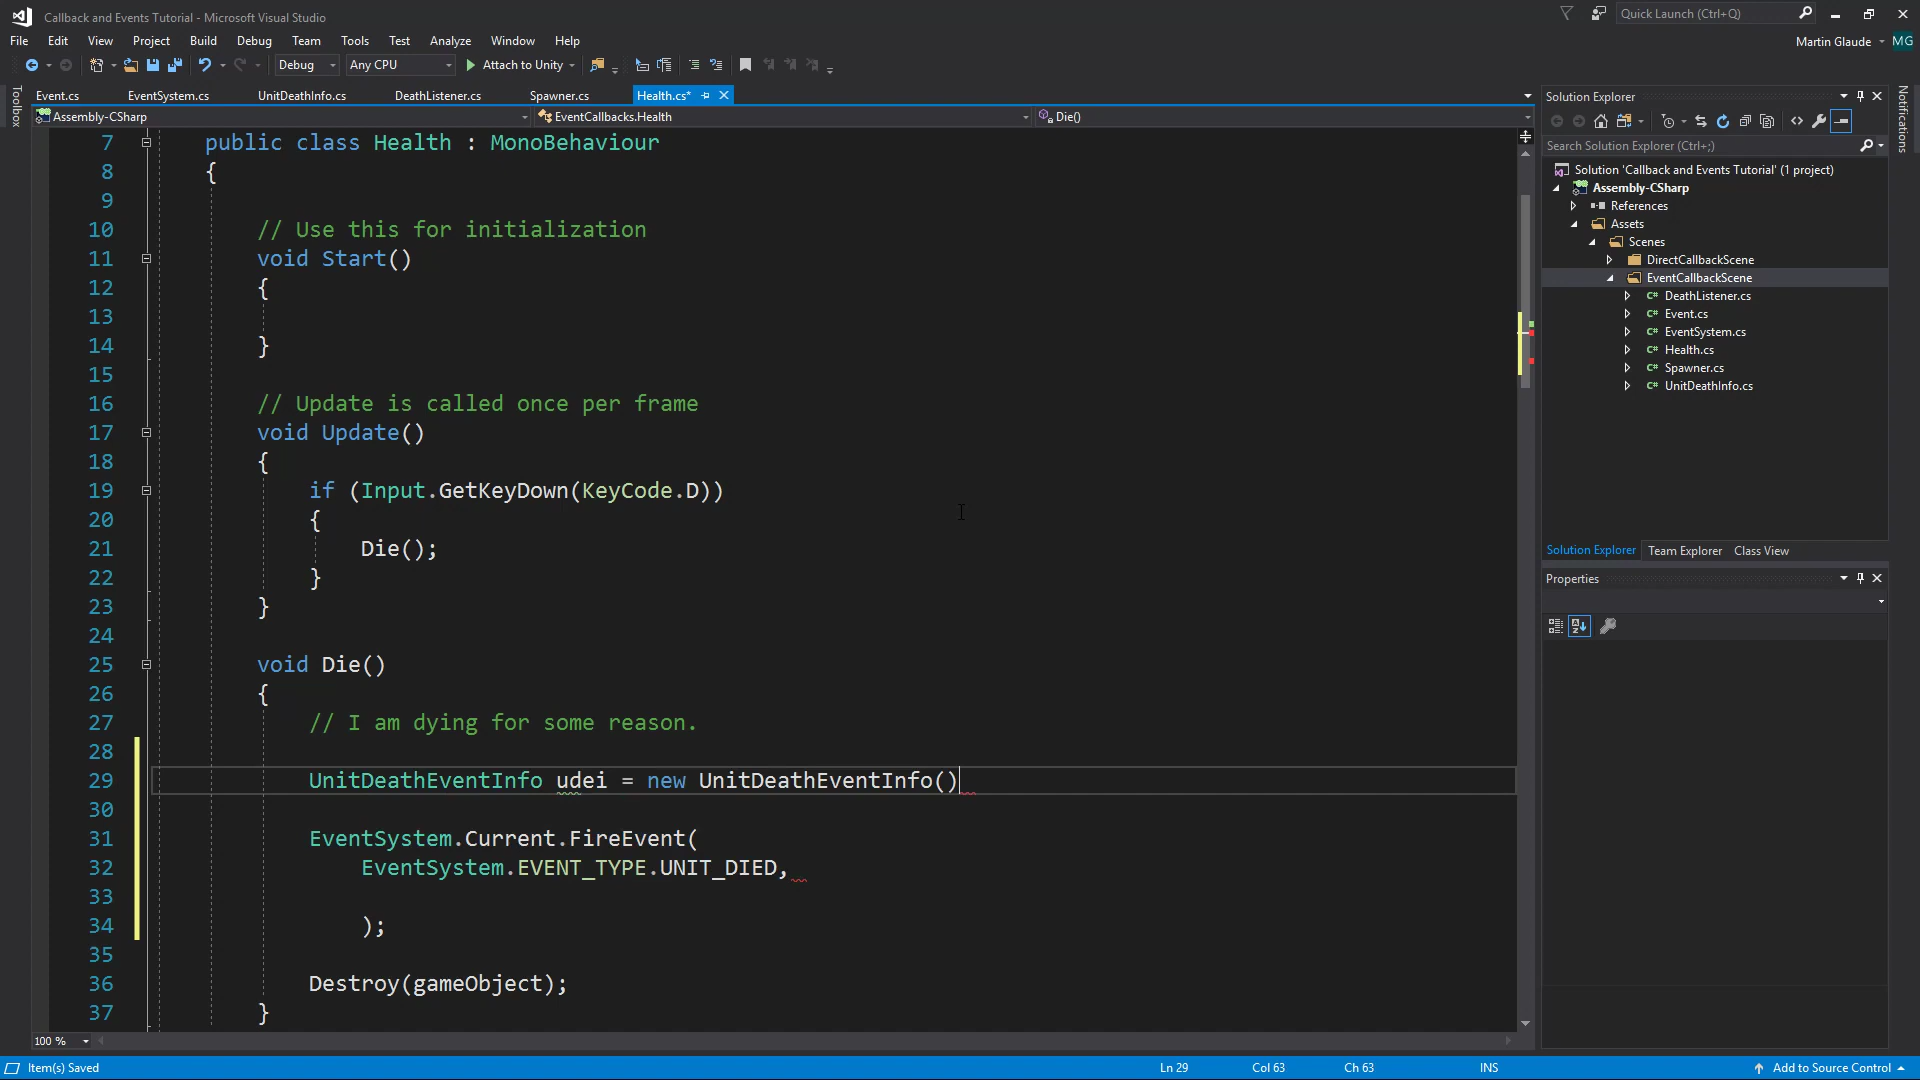 Callback and Events Tutorial - Microsoft Visual Studio
Quick Launch (Ctrl+Q)
File Edit View Project Build Debug Team Tools Test Analyze Window Help
Martin Glaude MG
Debug Any CPU Attach to Unity
Toolbox
Event.cs EventSystem.cs UnitDeathInfo.cs DeathListener.cs Spawner.cs Health.cs*
Assembly-CSharp EventCallbacks.Health Die()
7 public class Health : MonoBehaviour
8 {
9
10 // Use this for initialization
11 void Start()
12 {
13
14 }
15
16 // Update is called once per frame
17 void Update()
18 {
19 if (Input.GetKeyDown(KeyCode.D))
20 {
21 Die();
22 }
23 }
24
25 void Die()
26 {
27 // I am dying for some reason.
28
29 UnitDeathEventInfo udei = new UnitDeathEventInfo()
30
31 EventSystem.Current.FireEvent(
32 EventSystem.EVENT_TYPE.UNIT_DIED,
33
34 );
35
36 Destroy(gameObject);
37 }
100 %
Solution Explorer
Search Solution Explorer (Ctrl+;)
Solution 'Callback and Events Tutorial' (1 project)
Assembly-CSharp
References
Assets
Scenes
DirectCallbackScene
EventCallbackScene
C# DeathListener.cs
C# Event.cs
C# EventSystem.cs
C# Health.cs
C# Spawner.cs
C# UnitDeathInfo.cs
Solution Explorer Team Explorer Class View
Properties
Notifications
Item(s) Saved Ln 29 Col 63 Ch 63 INS Add to Source Control